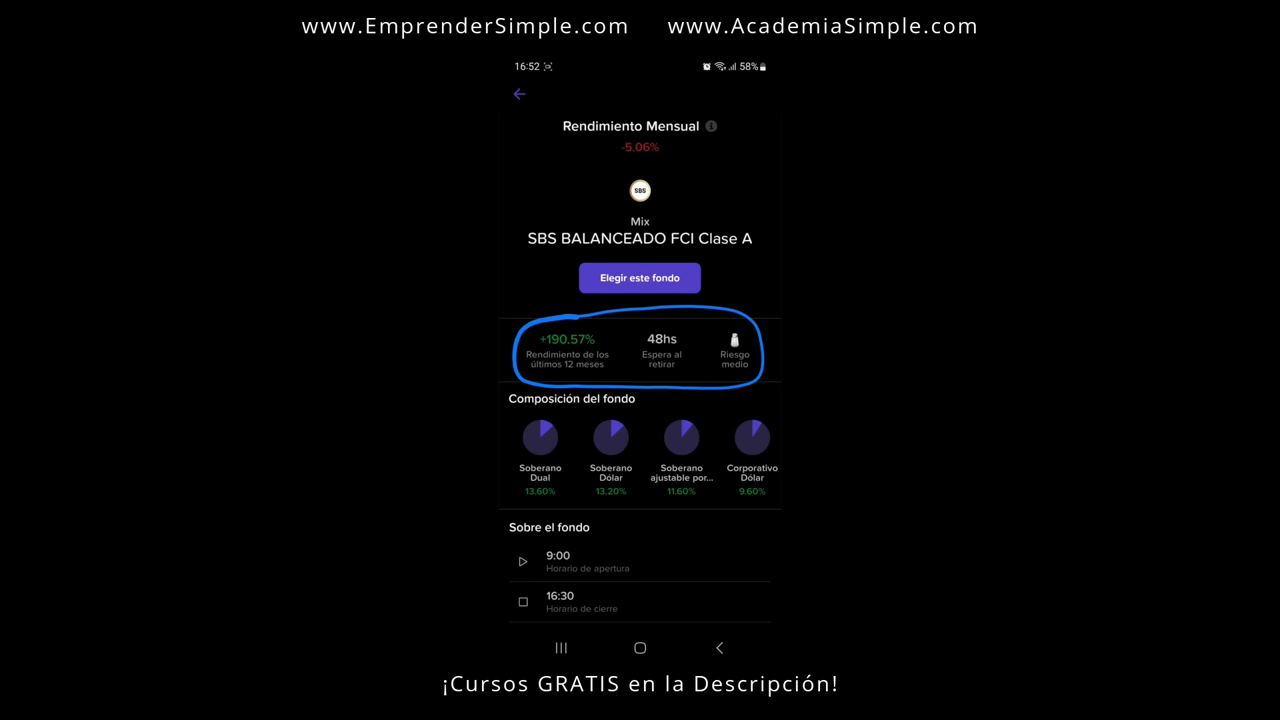 www.EmprenderSimple.com www.AcademiaSimple.com
16:52 58%
Rendimiento Mensual
-5.06%
SBS
Mix
SBS BALANCEADO FCI Clase A
Elegir este fondo
+190.57% 48hs
Rendimiento de los Espera al Riesgo
últimos 12 meses retirar medio
Composición del fondo
Soberano Soberano Soberano Corporativo
Dual Dólar ajustable por... Dólar
13.60% 13.20% 11.60% 9.60%
Sobre el fondo
9:00
Horario de apertura
16:30
Horario de cierre
¡Cursos GRATIS en la Descripción!